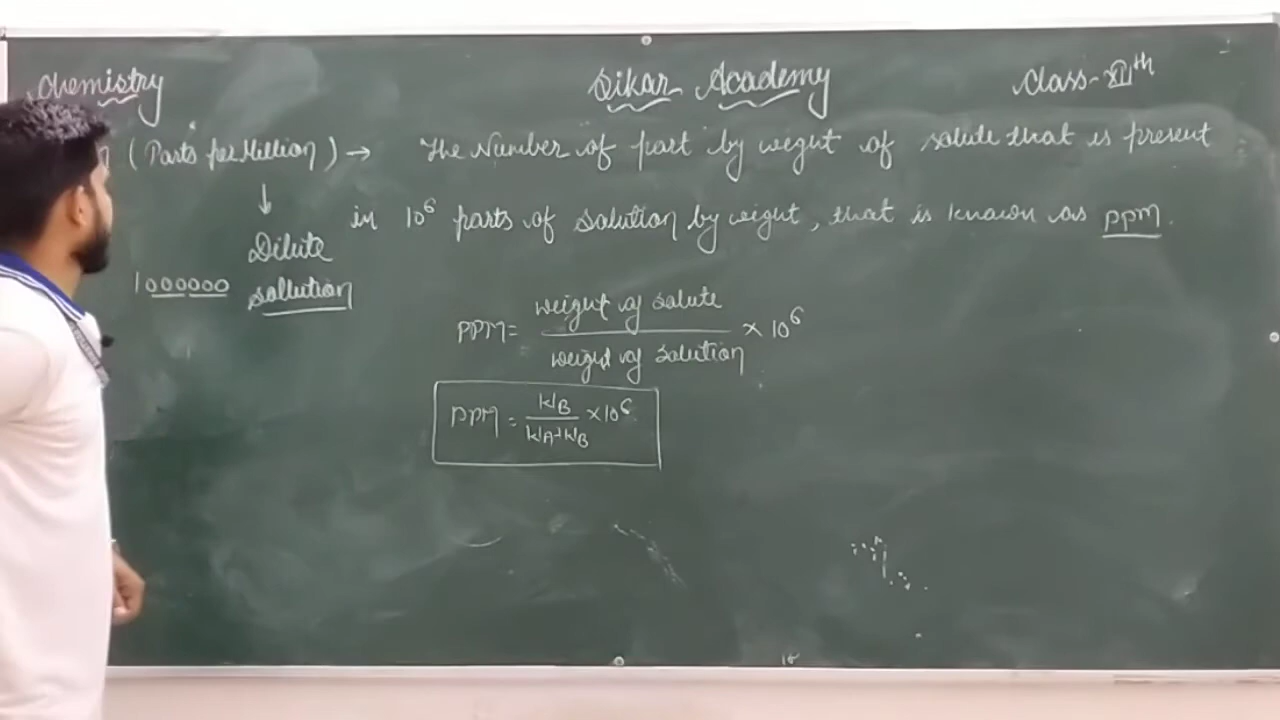 Chemistry Sikar Academy Class-XIIth
(Parts per Million) → The Number of part by weight of solute that is present
↓ in 10⁶ parts of solution by weight, that is known as ppm.
Dilute
1000000 sollution
PPM = weight of solute / weight of solution × 10⁶
PPM = WB / WA+WB × 10⁶